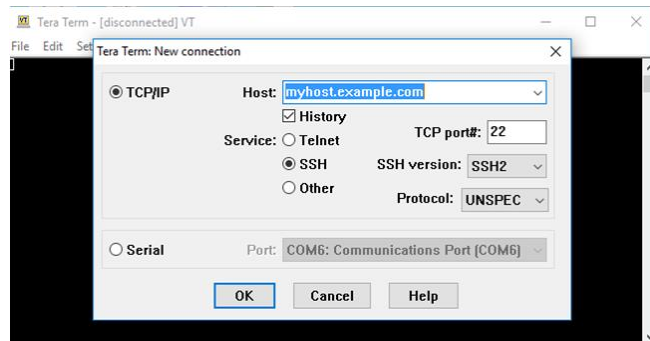 Tera Term - [disconnected] VT
File Edit Set
Tera Term: New connection
TCP/IP Host: myhost.example.com
History
Service: Telnet TCP port#: 22
SSH SSH version: SSH2
Other Protocol: UNSPEC
Serial Port: COM6: Communications Port (COM6)
OK Cancel Help